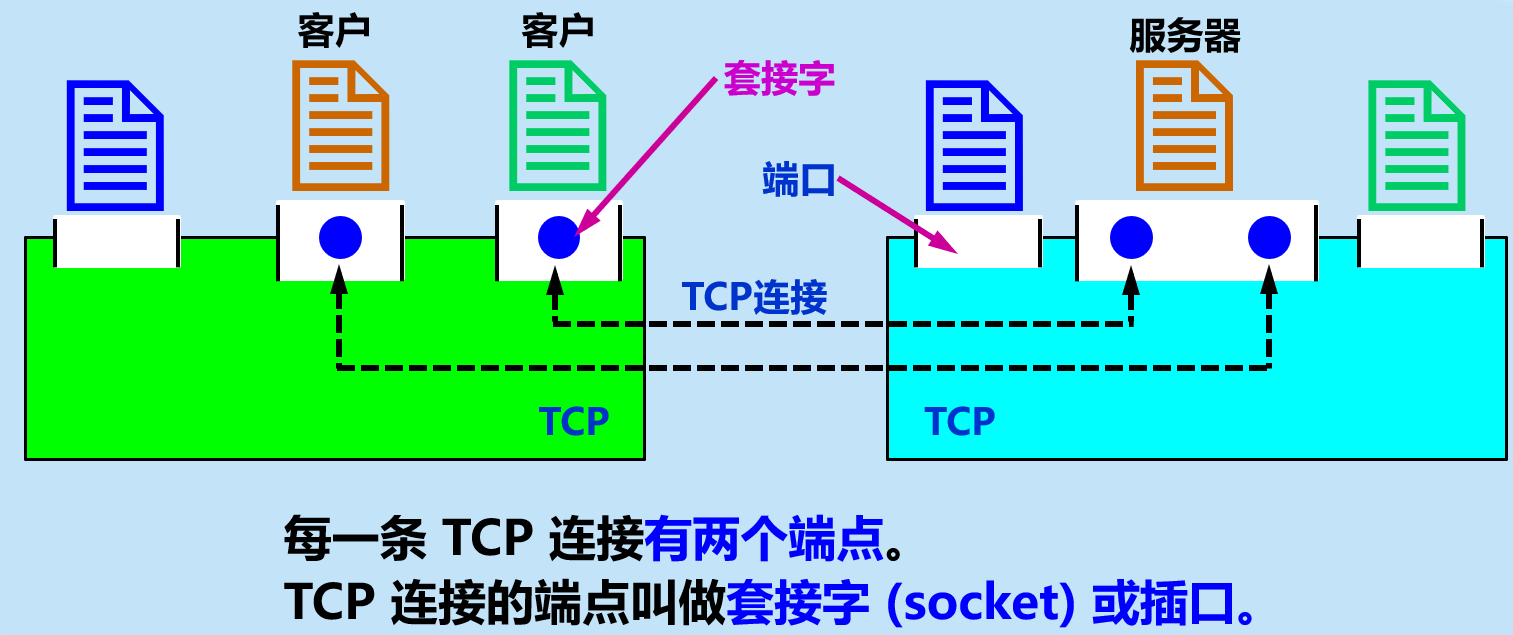 客户
客户
服务器
套接字
端口
TCP连接
TCP
TCP
每一条 TCP 连接有两个端点。
TCP 连接的端点叫做套接字 (socket) 或插口。